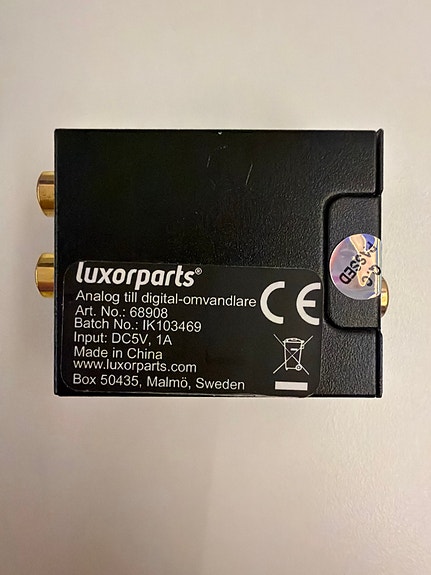 luxorparts®
Analog till digital-omvandlare
Art. No.: 68908
Batch No.: IK103469
Input: DC5V, 1A
Made in China
www.luxorparts.com
Box 50435, Malmö, Sweden
CE
QC
PASSED